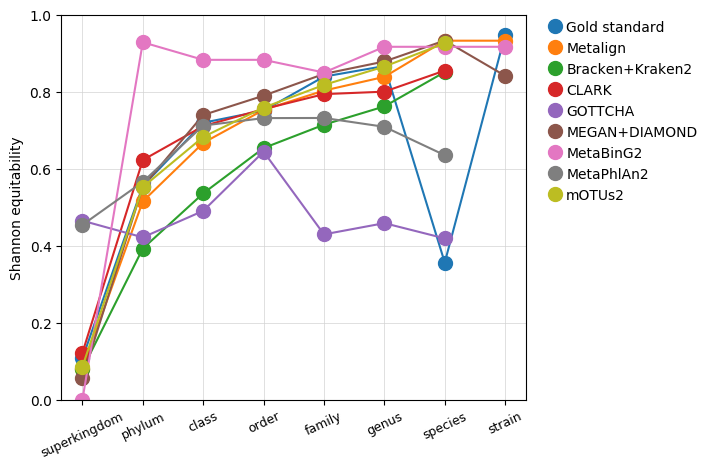 1.0
0.8
0.6
0.4
0.2
0.0
Shannon equitability
superkingdom
phylum
class
order
family
genus
species
strain
Gold standard
Metalign
Bracken+Kraken2
CLARK
GOTTCHA
MEGAN+DIAMOND
MetaBinG2
MetaPhlAn2
mOTUs2